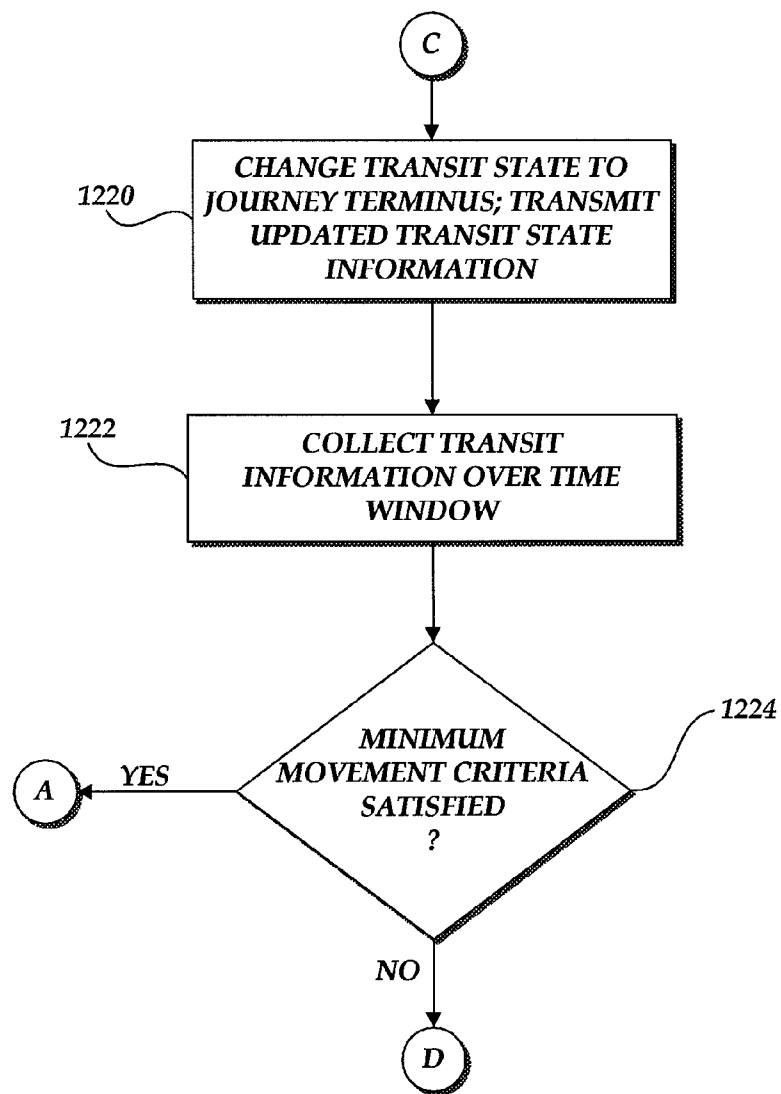 C
1220
CHANGE TRANSIT STATE TO
JOURNEY TERMINUS; TRANSMIT
UPDATED TRANSIT STATE
INFORMATION
1222
COLLECT TRANSIT
INFORMATION OVER TIME
WINDOW
1224
MINIMUM
MOVEMENT CRITERIA
SATISFIED
?
YES
A
NO
D